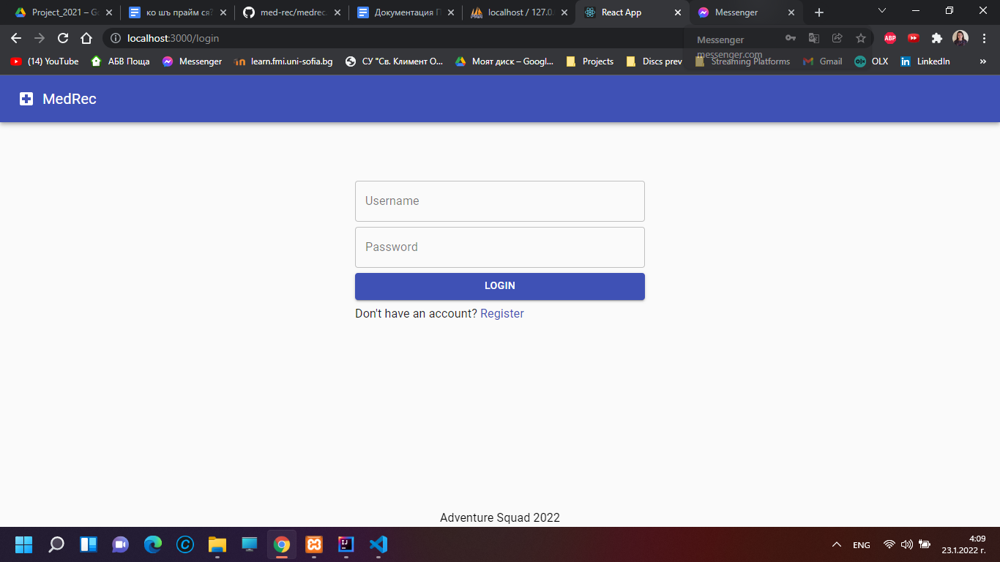 Project_2021 – Go
ко шъ прайм ся?
med-rec/medrec.
Документация П
localhost / 127.0.
React App
Messenger
localhost:3000/login
Messenger
messenger.com
ABP
(14) YouTube
АБВ Поща
Messenger
learn.fmi.uni-sofia.bg
СУ "Св. Климент О...
Моят диск – Googl...
Projects
Discs prev
Streaming Platforms
Gmail
OLX
LinkedIn
»
MedRec
Username
Password
LOGIN
Don't have an account? Register
Adventure Squad 2022
ENG
4:09
23.1.2022 г.